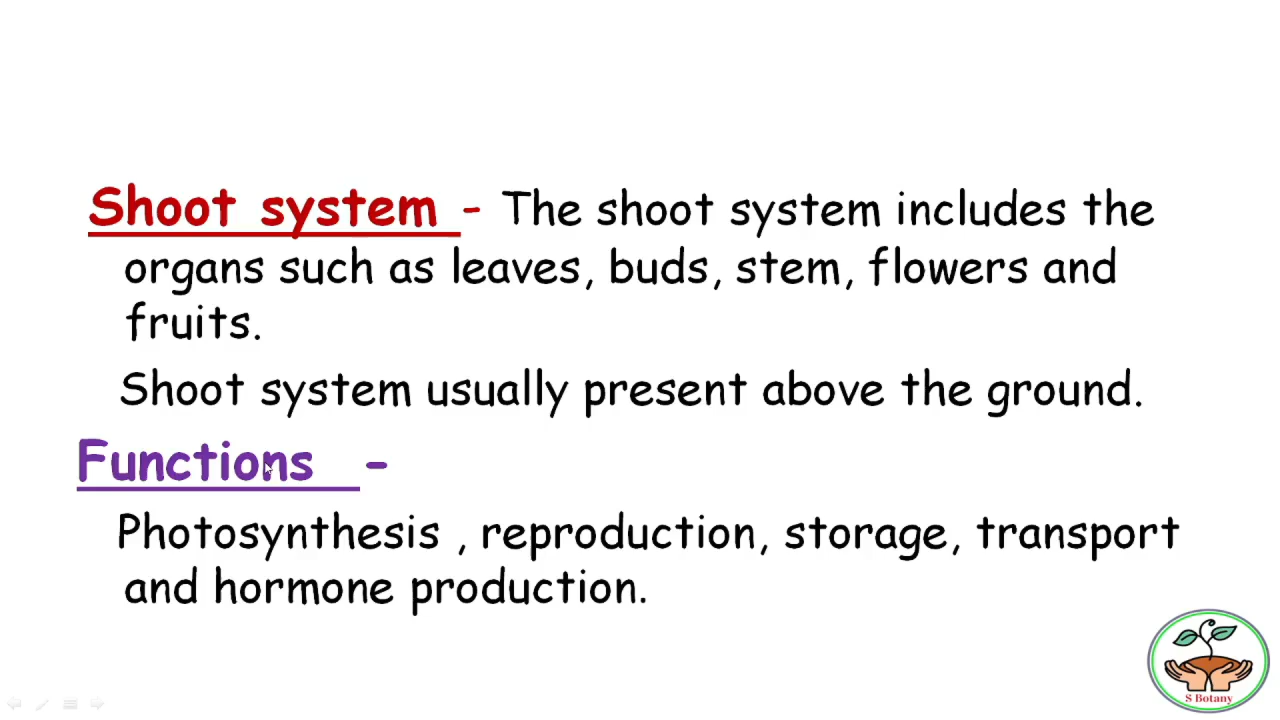 Shoot system - The shoot system includes the
organs such as leaves, buds, stem, flowers and
fruits.
Shoot system usually present above the ground.
Functions -
Photosynthesis , reproduction, storage, transport
and hormone production.
S Botany